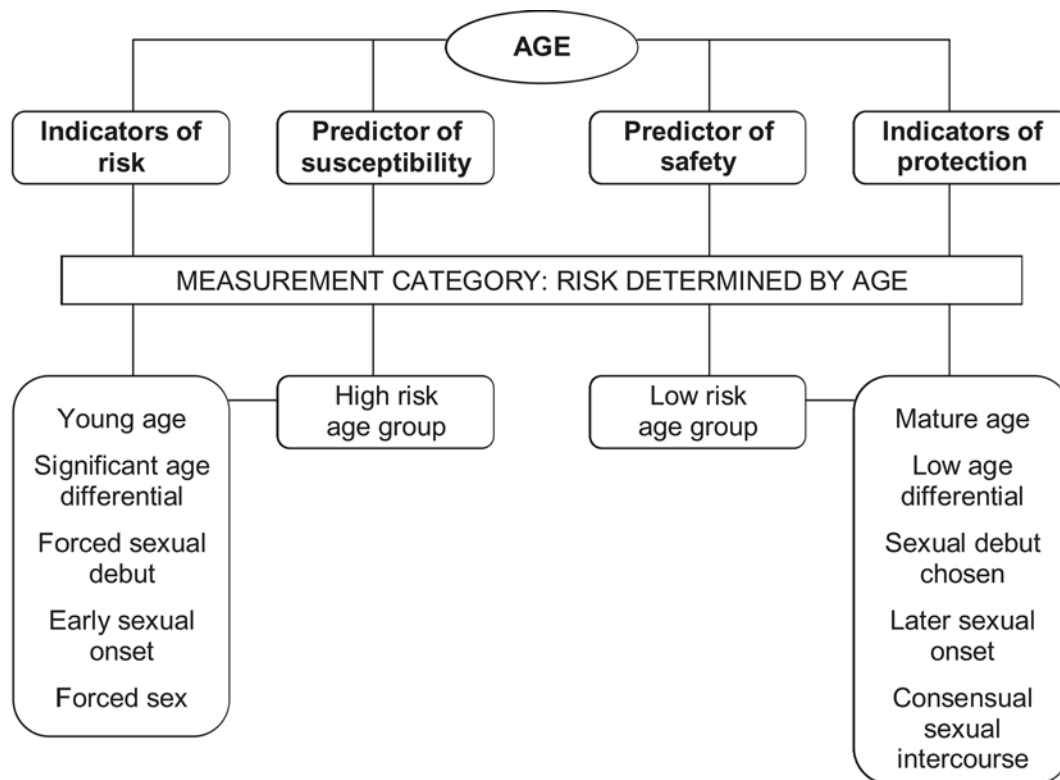 AGE
Indicators of
risk
Predictor of
susceptibility
Predictor of
safety
Indicators of
protection
MEASUREMENT CATEGORY: RISK DETERMINED BY AGE
Young age
Significant age
differential
Forced sexual
debut
Early sexual
onset
Forced sex
High risk
age group
Low risk
age group
Mature age
Low age
differential
Sexual debut
chosen
Later sexual
onset
Consensual
sexual
intercourse